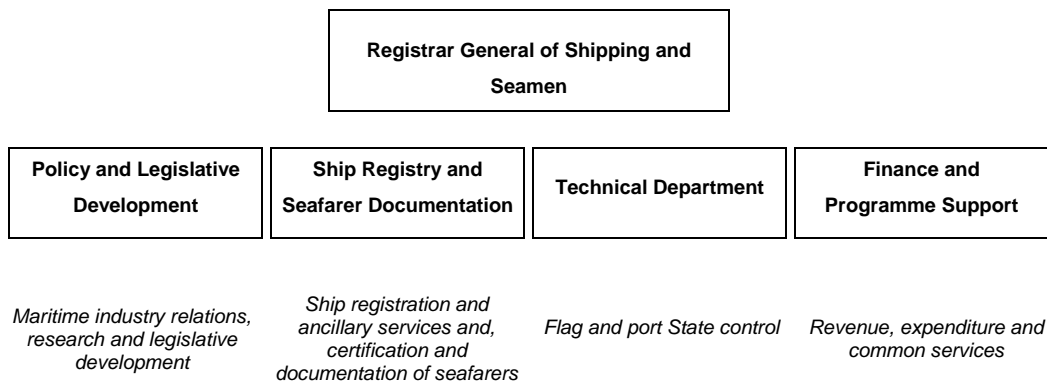 Registrar General of Shipping and
Seamen
Policy and Legislative
Development
Ship Registry and
Seafarer Documentation
Technical Department
Finance and
Programme Support
Maritime industry relations,
research and legislative
development
Ship registration and
ancillary services and,
certification and
documentation of seafarers
Flag and port State control
Revenue, expenditure and
common services